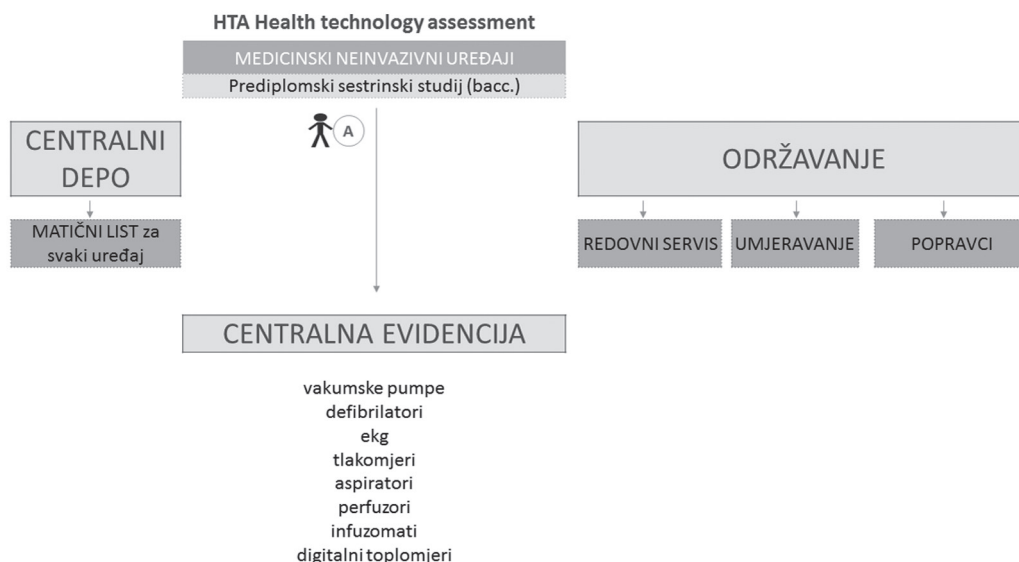 HTA Health technology assessment
MEDICINSKI NEINVAZIVNI UREĐAJI
Prediplomski sestrinski studij (bacc.)
A
CENTRALNI
DEPO
MATIČNI LIST za
svaki uređaj
ODRŽAVANJE
REDOVNI SERVIS
UMJERAVANJE
POPRAVCI
CENTRALNA EVIDENCIJA
vakumske pumpe
defibrilatori
ekg
tlakomjeri
aspiratori
perfuzori
infuzomati
digitalni toplomjeri